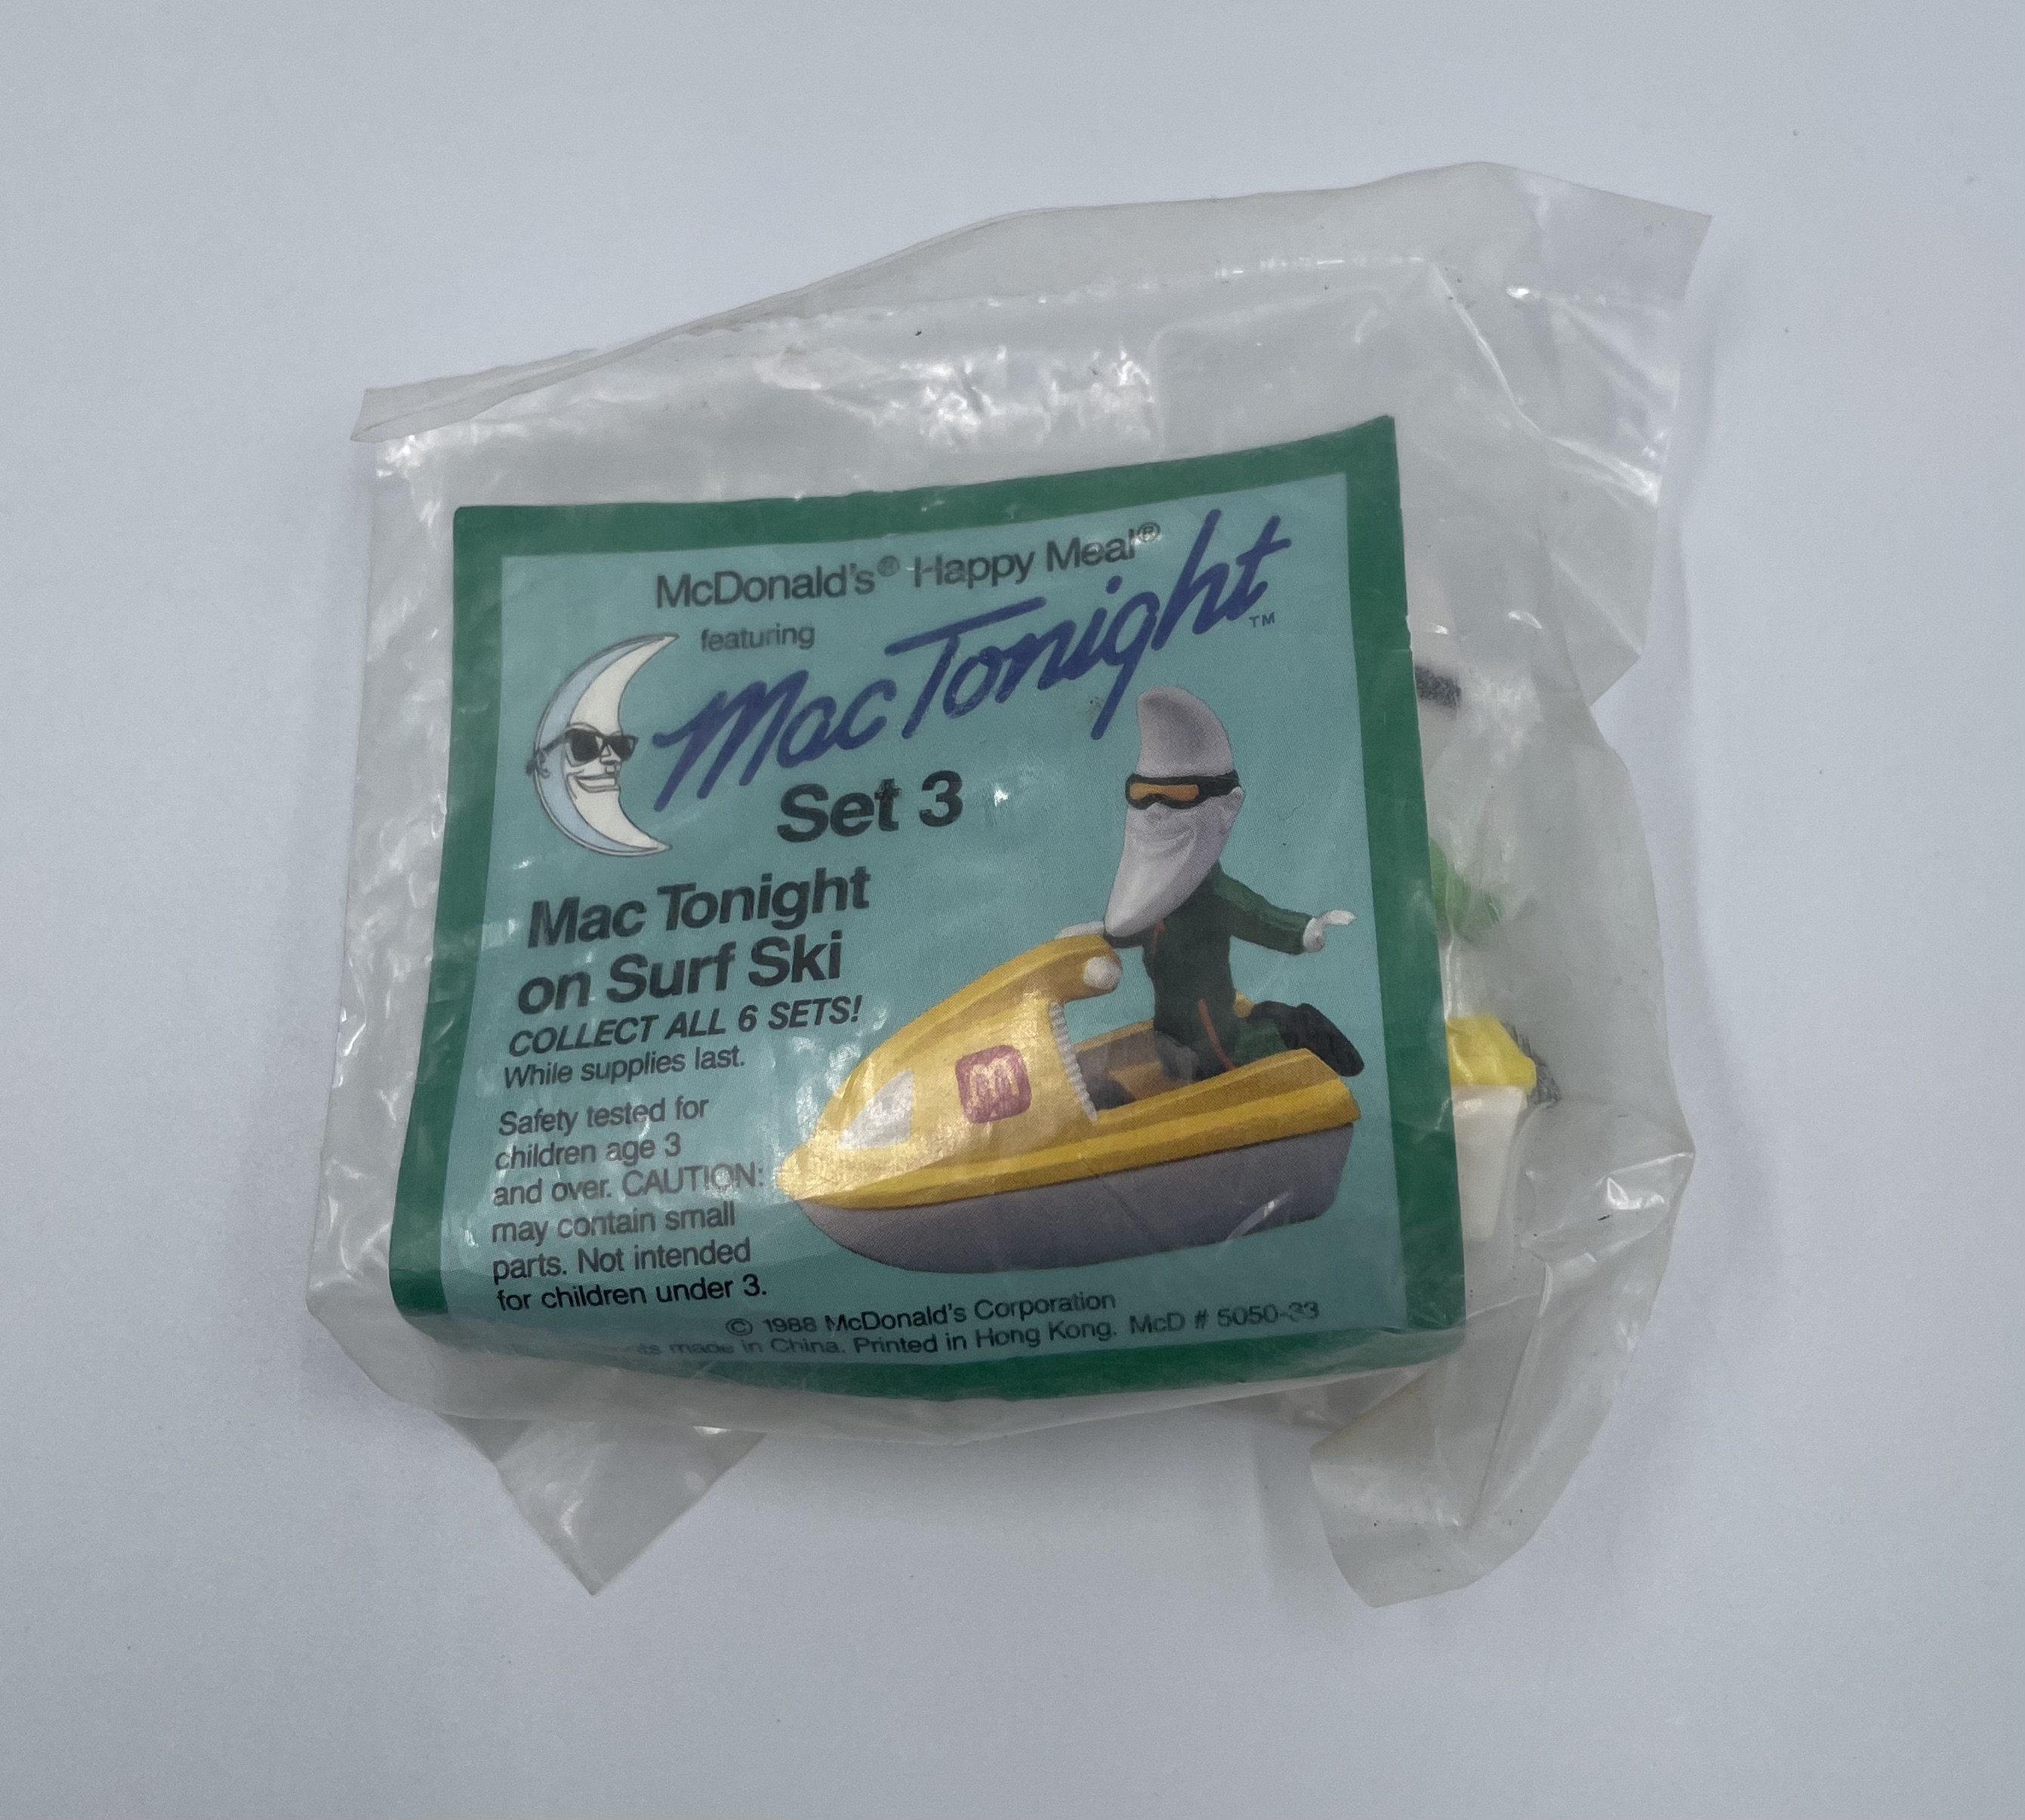 McDonald's® Happy Meal®
featuring
Mac Tonight™
Set 3
Mac Tonight
on Surf Ski
COLLECT ALL 6 SETS!
While supplies last.
Safety tested for
children age 3
and over. CAUTION:
may contain small
parts. Not intended
for children under 3.
© 1988 McDonald's Corporation
made in China. Printed in Hong Kong. McD # 5050-33
M